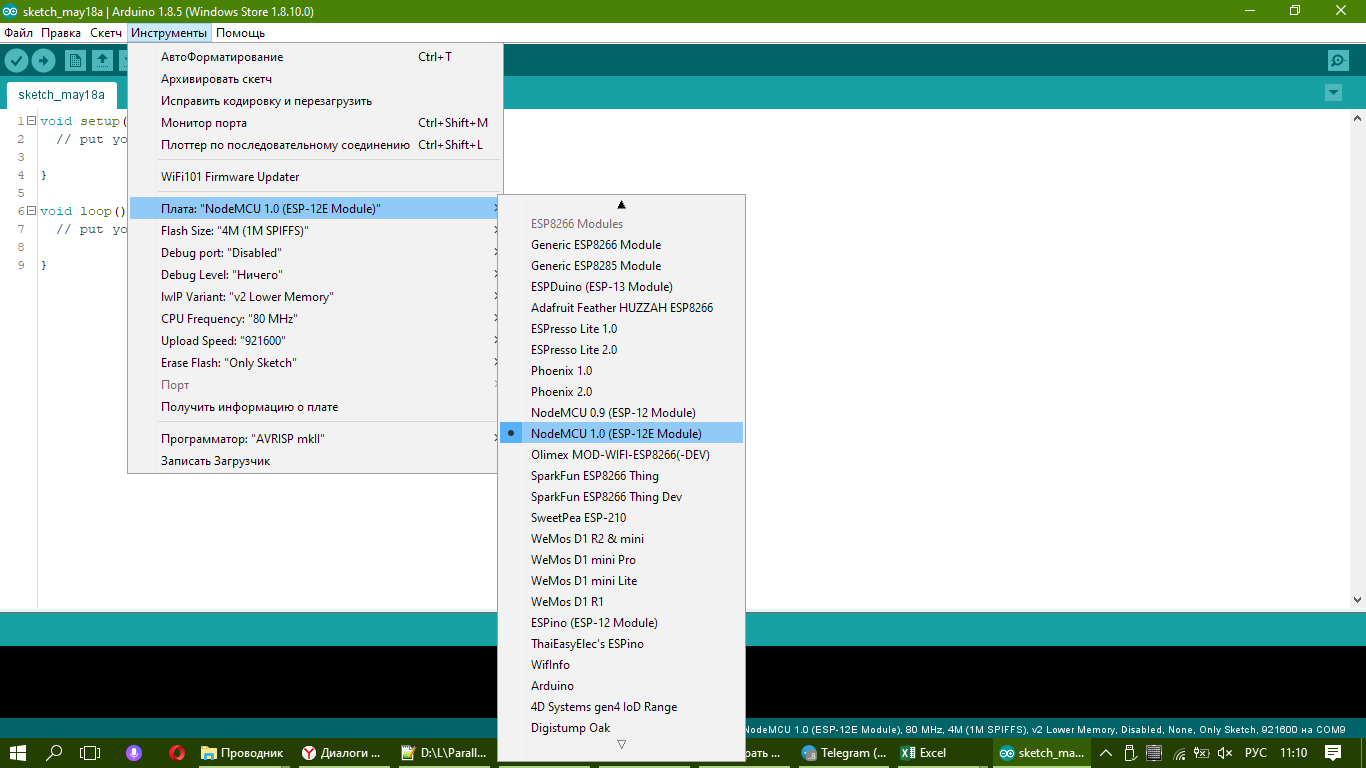 sketch_may18a | Arduino 1.8.5 (Windows Store 1.8.10.0)
Файл Правка Скетч Инструменты Помощь
sketch_may18a
1 void setup(
2 // put yo
3
4 }
5
6 void loop()
7 // put yo
8
9 }
АвтоФорматирование Ctrl+T
Архивировать скетч
Исправить кодировку и перезагрузить
Монитор порта Ctrl+Shift+M
Плоттер по последовательному соединению Ctrl+Shift+L
WiFi101 Firmware Updater
Плата: "NodeMCU 1.0 (ESP-12E Module)"
Flash Size: "4M (1M SPIFFS)"
Debug port: "Disabled"
Debug Level: "Ничего"
lwIP Variant: "v2 Lower Memory"
CPU Frequency: "80 MHz"
Upload Speed: "921600"
Erase Flash: "Only Sketch"
Порт
Получить информацию о плате
Программатор: "AVRISP mkII"
Записать Загрузчик
ESP8266 Modules
Generic ESP8266 Module
Generic ESP8285 Module
ESPDuino (ESP-13 Module)
Adafruit Feather HUZZAH ESP8266
ESPresso Lite 1.0
ESPresso Lite 2.0
Phoenix 1.0
Phoenix 2.0
NodeMCU 0.9 (ESP-12 Module)
NodeMCU 1.0 (ESP-12E Module)
Olimex MOD-WIFI-ESP8266(-DEV)
SparkFun ESP8266 Thing
SparkFun ESP8266 Thing Dev
SweetPea ESP-210
WeMos D1 R2 & mini
WeMos D1 mini Pro
WeMos D1 mini Lite
WeMos D1 R1
ESPino (ESP-12 Module)
ThaiEasyElec's ESPino
WifInfo
Arduino
4D Systems gen4 IoD Range
Digistump Oak
NodeMCU 1.0 (ESP-12E Module), 80 MHz, 4M (1M SPIFFS), v2 Lower Memory, Disabled, None, Only Sketch, 921600 на COM9
Проводник Диалоги ... D:\L\Parall... рать ... Telegram (... Excel sketch_ma... РУС 11:10